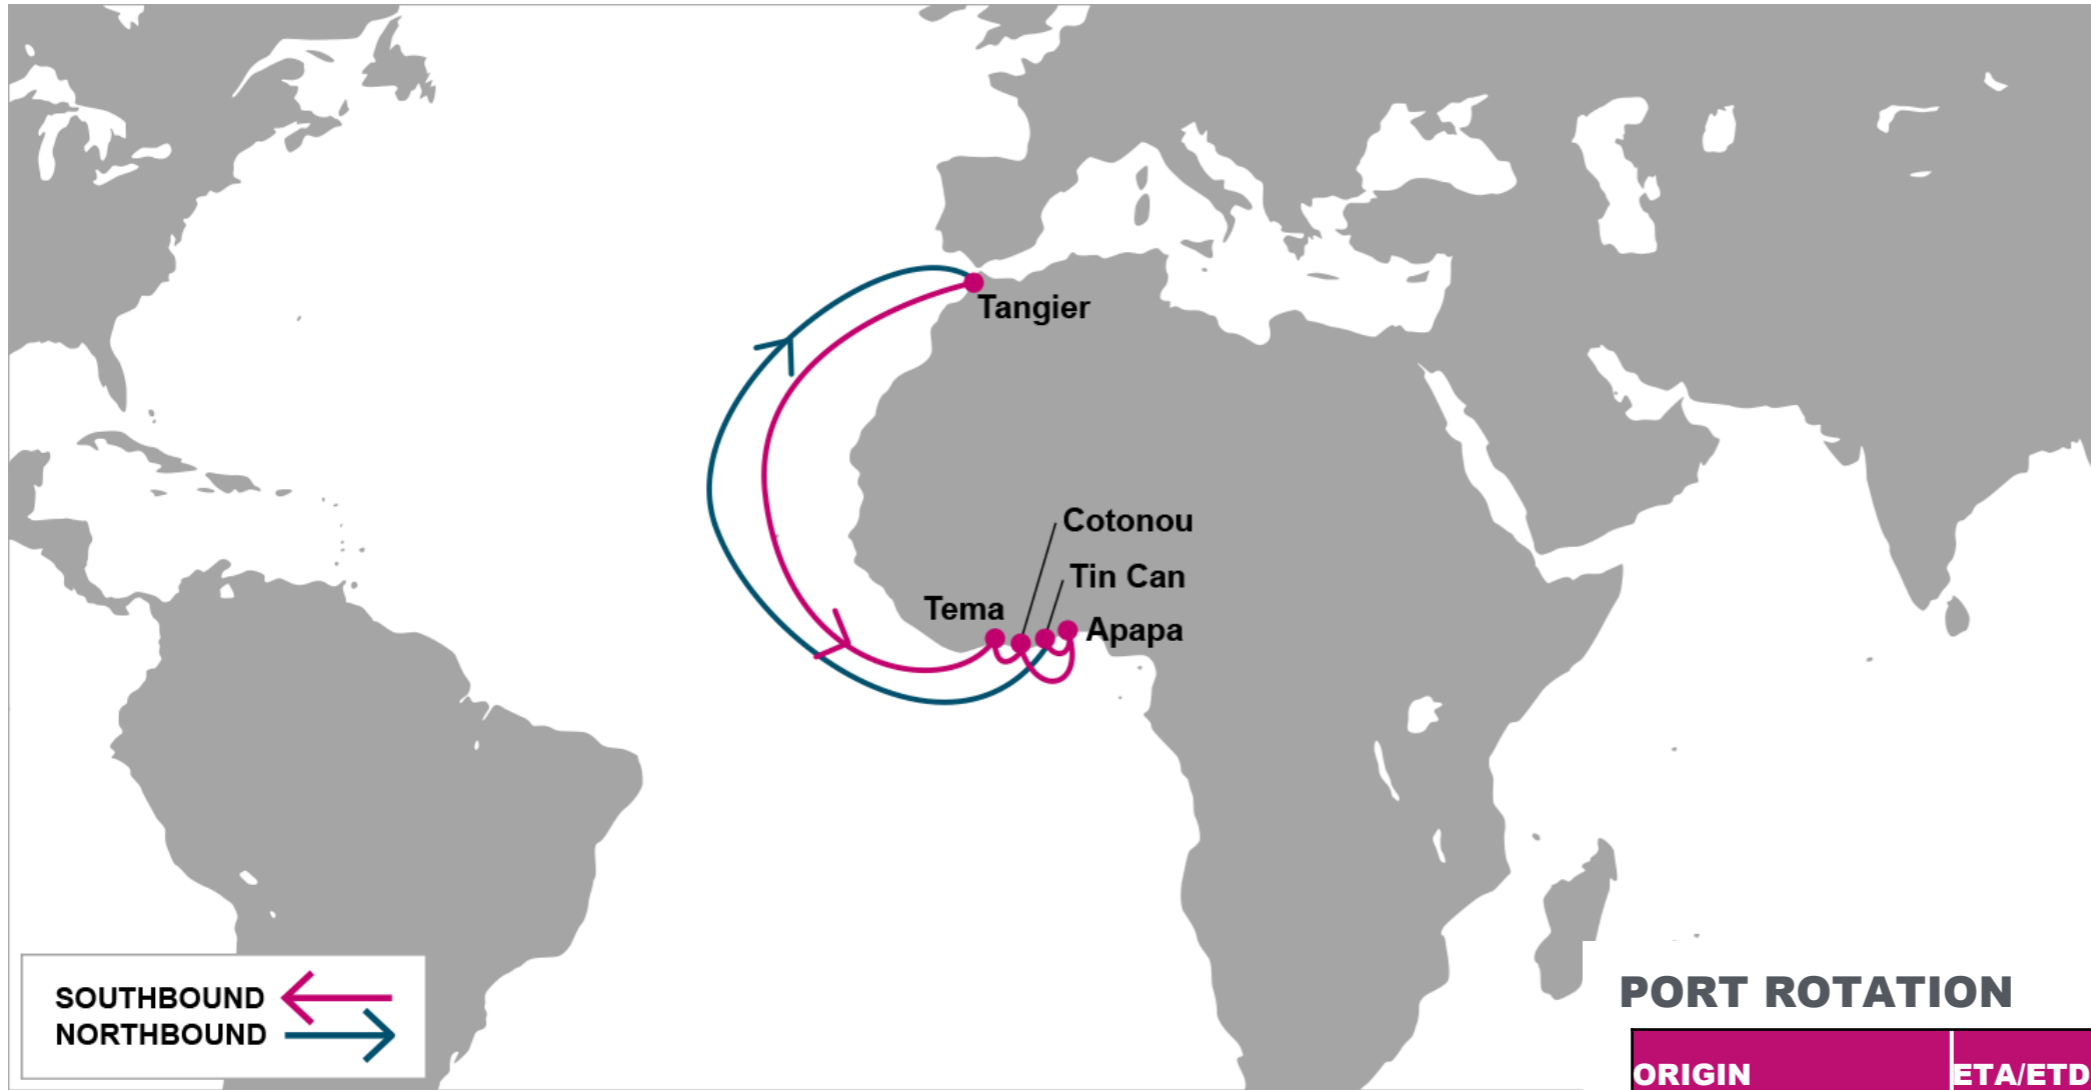 Tangier
Cotonou
Tin Can
Tema
Apapa
SOUTHBOUND
NORTHBOUND
PORT ROTATION
ORIGIN ETA/ETD